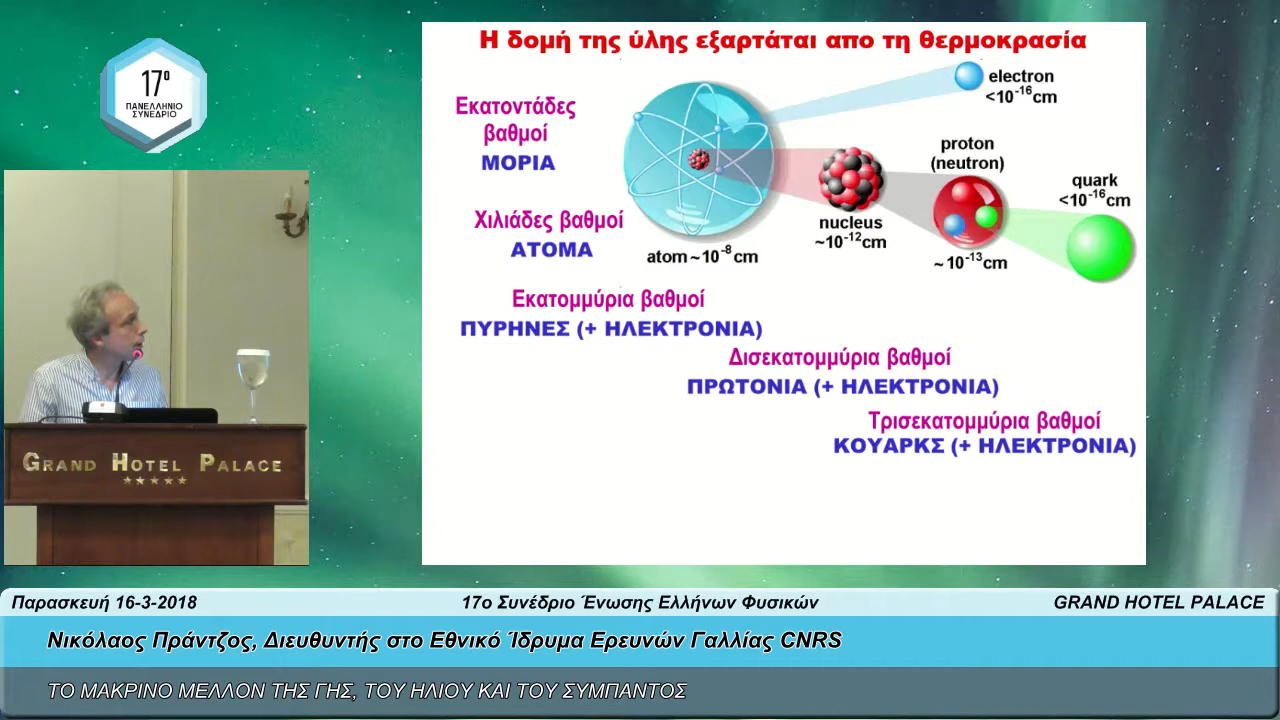 17º
ΠΑΝΕΛΛΗΝΙΟ
ΣΥΝΕΔΡΙΟ
Η δομή της ύλης εξαρτάται απο τη θερμοκρασία
Εκατοντάδες
βαθμοί
ΜΟΡΙΑ
electron
<10⁻¹⁶cm
proton
(neutron)
quark
<10⁻¹⁶cm
Χιλιάδες βαθμοί
ΑΤΟΜΑ
nucleus
~10⁻¹²cm
atom ~10⁻⁸ cm
~ 10⁻¹³cm
Εκατομμύρια βαθμοί
ΠΥΡΗΝΕΣ (+ ΗΛΕΚΤΡΟΝΙΑ)
Δισεκατομμύρια βαθμοί
ΠΡΩΤΟΝΙΑ (+ ΗΛΕΚΤΡΟΝΙΑ)
Τρισεκατομμύρια βαθμοί
ΚΟΥΑΡΚΣ (+ ΗΛΕΚΤΡΟΝΙΑ)
GRAND HOTEL PALACE
Παρασκευή 16-3-2018
17ο Συνέδριο Ένωσης Ελλήνων Φυσικών
GRAND HOTEL PALACE
Νικόλαος Πράντζος, Διευθυντής στο Εθνικό Ίδρυμα Ερευνών Γαλλίας CNRS
ΤΟ ΜΑΚΡΙΝΟ ΜΕΛΛΟΝ ΤΗΣ ΓΗΣ, ΤΟΥ ΗΛΙΟΥ ΚΑΙ ΤΟΥ ΣΥΜΠΑΝΤΟΣ